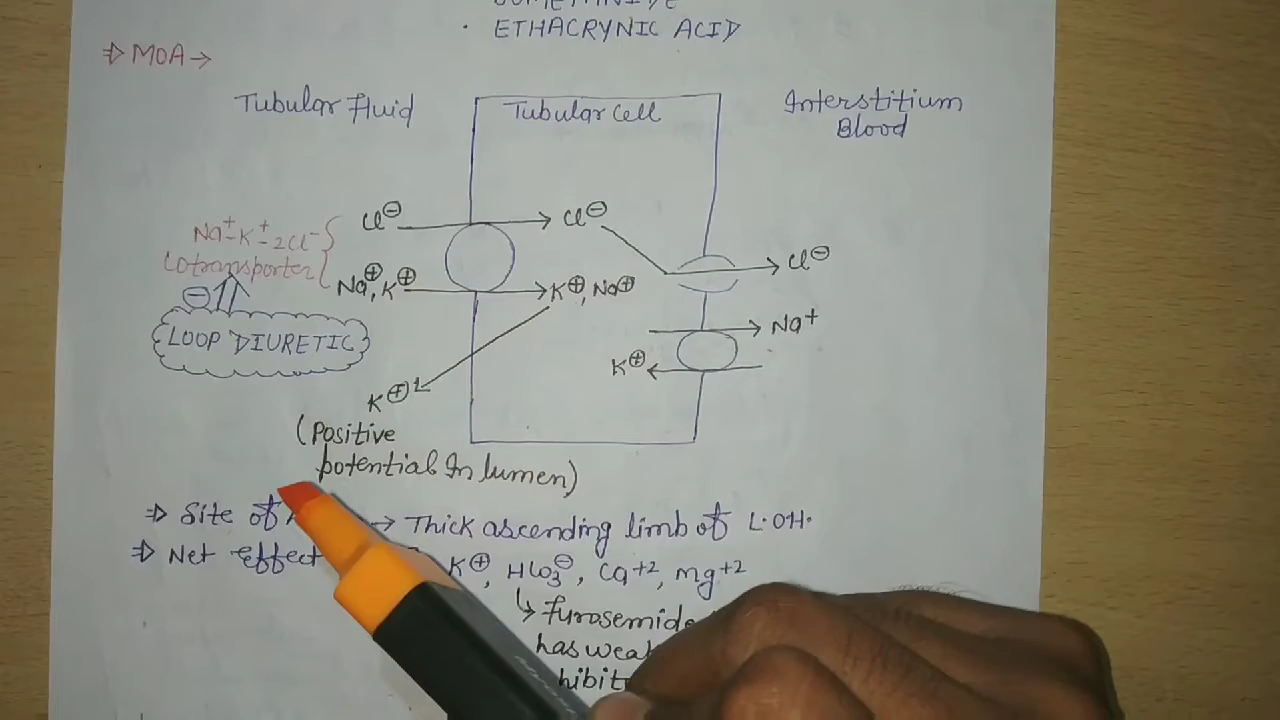 • ETHACRYNIC ACID
⇒ MOA →
Tubular fluid
Tubular cell
Interstitium
Blood
Cl⊖
Cl⊖
Cl⊖
Na⁺-K⁺-2Cl⁻
Cotransporter
Na⊕, K⊕
K⊕, Na⊕
⊖
LOOP DIURETIC
Na+
K⊕
K⊕
(Positive
potential In lumen)
⇒ Site of → Thick ascending limb of L.OH.
⇒ Net effect K⊕, HCO₃⊖, Ca+2, Mg+2
↳ furosemide
has weak
hibit